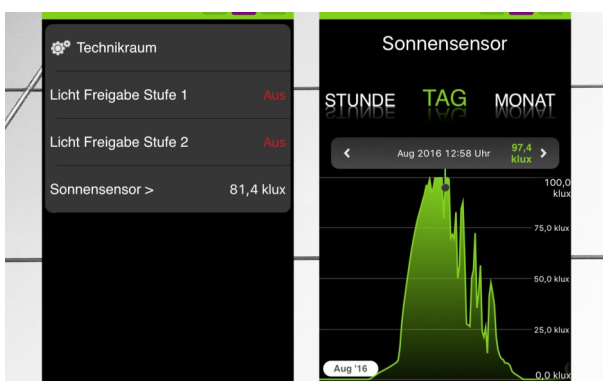 Technikraum
Licht Freigabe Stufe 1 Aus
Licht Freigabe Stufe 2 Aus
Sonnensensor > 81,4 klux
Sonnensensor
STUNDE TAG MONAT
< Aug 2016 12:58 Uhr 97,4 klux >
100,0 klux
75,0 klux
50,0 klux
25,0 klux
Aug '16
0,0 klux